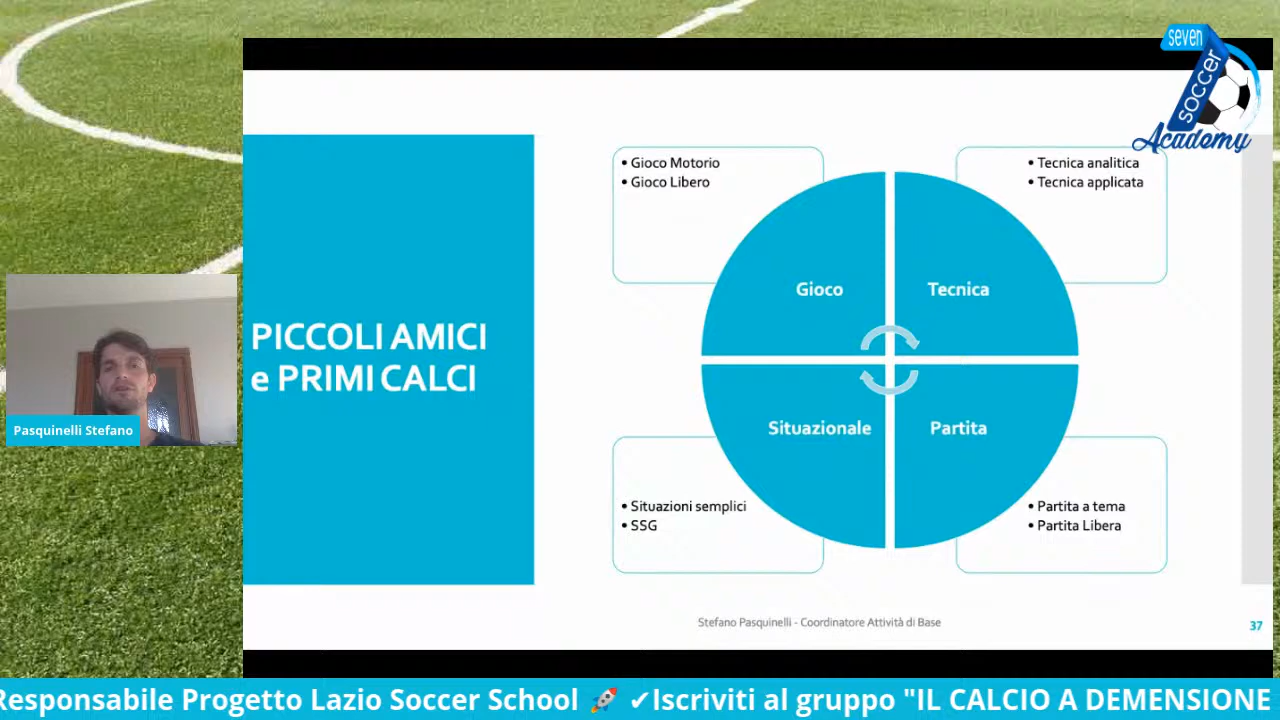 seven
SOCCER
Academy
• Gioco Motorio
• Gioco Libero
• Tecnica analitica
• Tecnica applicata
Gioco
Tecnica
PICCOLI AMICI
e PRIMI CALCI
Situazionale
Partita
Pasquinelli Stefano
• Situazioni semplici
• SSG
• Partita a tema
• Partita Libera
Stefano Pasquinelli - Coordinatore Attività di Base
37
Responsabile Progetto Lazio Soccer School 🚀 ✔Iscriviti al gruppo "IL CALCIO A DEMENSIONE